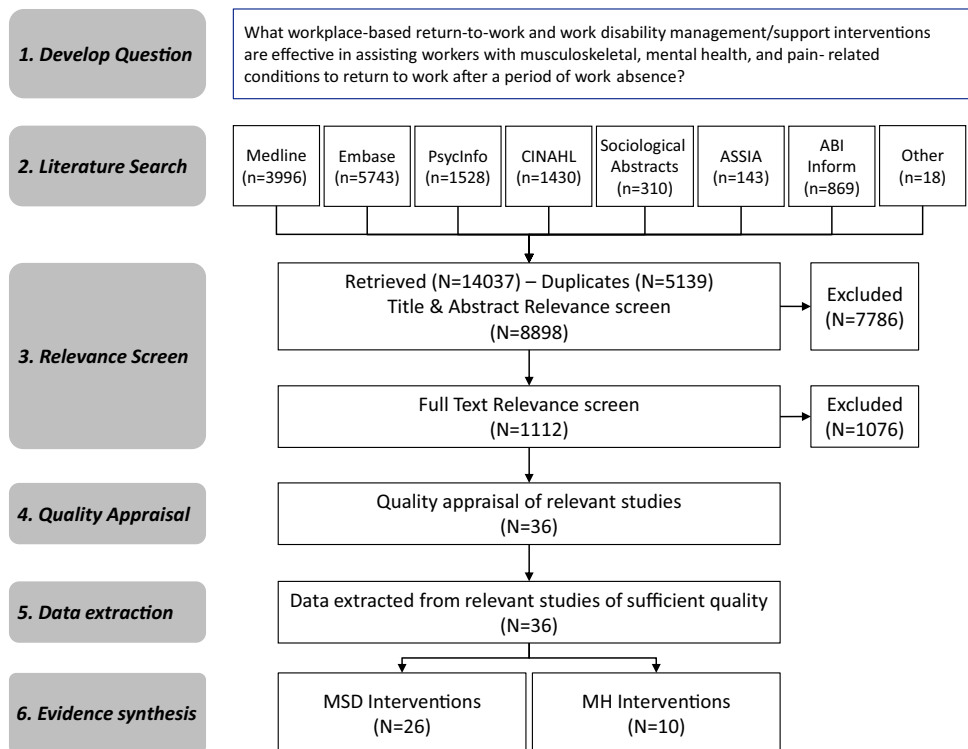 1. Develop Question
What workplace-based return-to-work and work disability management/support interventions
are effective in assisting workers with musculoskeletal, mental health, and pain- related
conditions to return to work after a period of work absence?
2. Literature Search
Medline
(n=3996)
Embase
(n=5743)
PsycInfo
(n=1528)
CINAHL
(n=1430)
Sociological
Abstracts
(n=310)
ASSIA
(n=143)
ABI
Inform
(n=869)
Other
(n=18)
3. Relevance Screen
Retrieved (N=14037) – Duplicates (N=5139)
Title & Abstract Relevance screen
(N=8898)
Excluded
(N=7786)
Full Text Relevance screen
(N=1112)
Excluded
(N=1076)
4. Quality Appraisal
Quality appraisal of relevant studies
(N=36)
5. Data extraction
Data extracted from relevant studies of sufficient quality
(N=36)
6. Evidence synthesis
MSD Interventions
(N=26)
MH Interventions
(N=10)